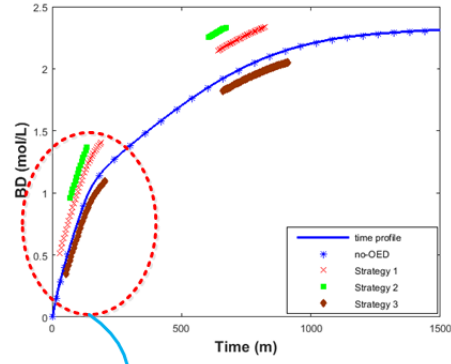 2.5
2
1.5
1
0.5
0
BD (mol/L)
0
500
1000
1500
Time (m)
time profile
no-OED
Strategy 1
Strategy 2
Strategy 3